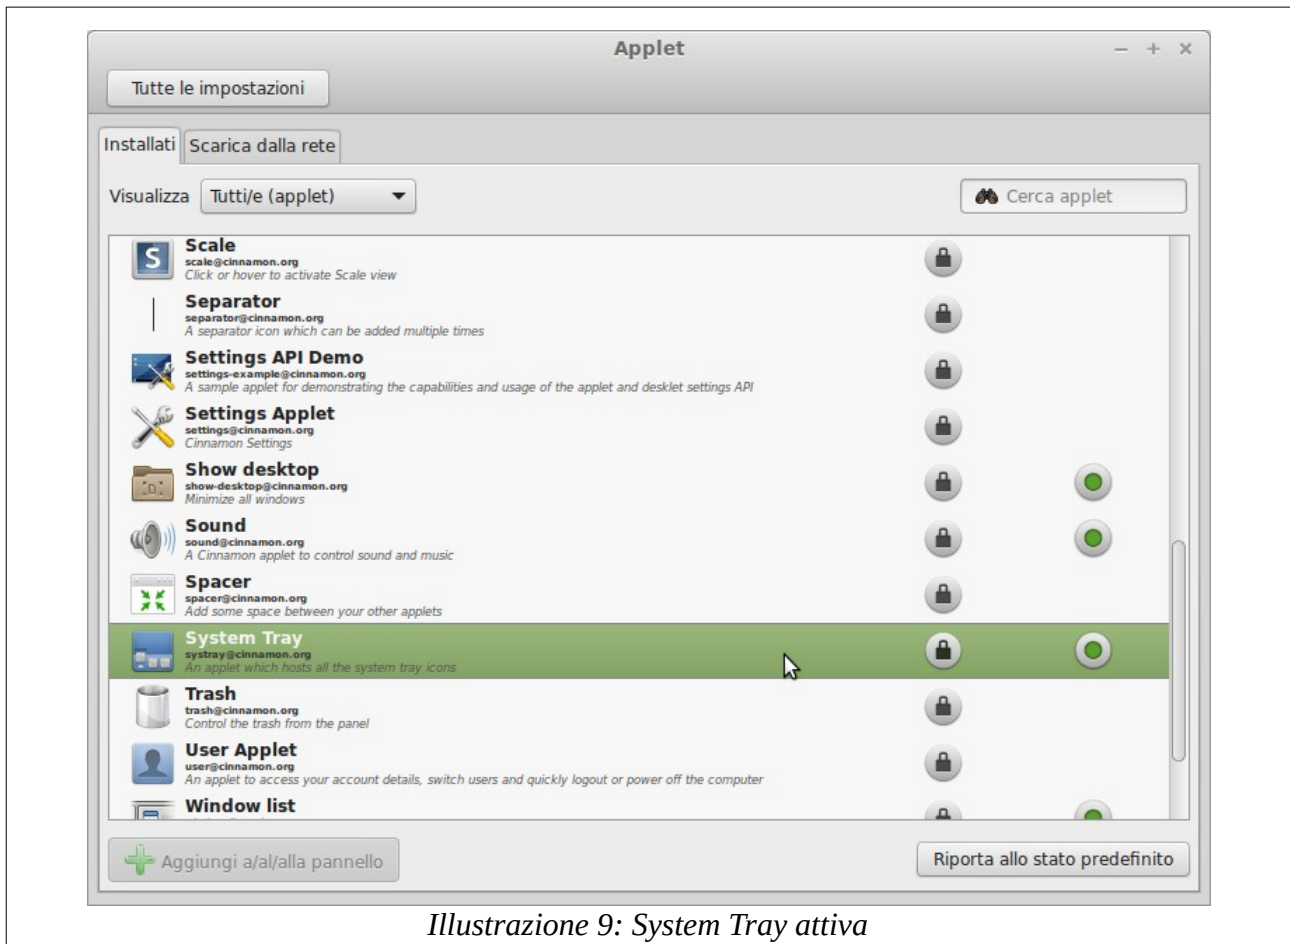 Applet
Tutte le impostazioni
Installati Scarica dalla rete
Visualizza Tutti/e (applet) Cerca applet
Scale
scale@cinnamon.org
Click or hover to activate Scale view
Separator
separator@cinnamon.org
A separator icon which can be added multiple times
Settings API Demo
settings-example@cinnamon.org
A sample applet for demonstrating the capabilities and usage of the applet and desklet settings API
Settings Applet
settings@cinnamon.org
Cinnamon Settings
Show desktop
show-desktop@cinnamon.org
Minimize all windows
Sound
sound@cinnamon.org
A Cinnamon applet to control sound and music
Spacer
spacer@cinnamon.org
Add some space between your other applets
System Tray
systray@cinnamon.org
An applet which hosts all the system tray icons
Trash
trash@cinnamon.org
Control the trash from the panel
User Applet
user@cinnamon.org
An applet to access your account details, switch users and quickly logout or power off the computer
Window list
Aggiungi a/al/alla pannello Riporta allo stato predefinito
Illustrazione 9: System Tray attiva